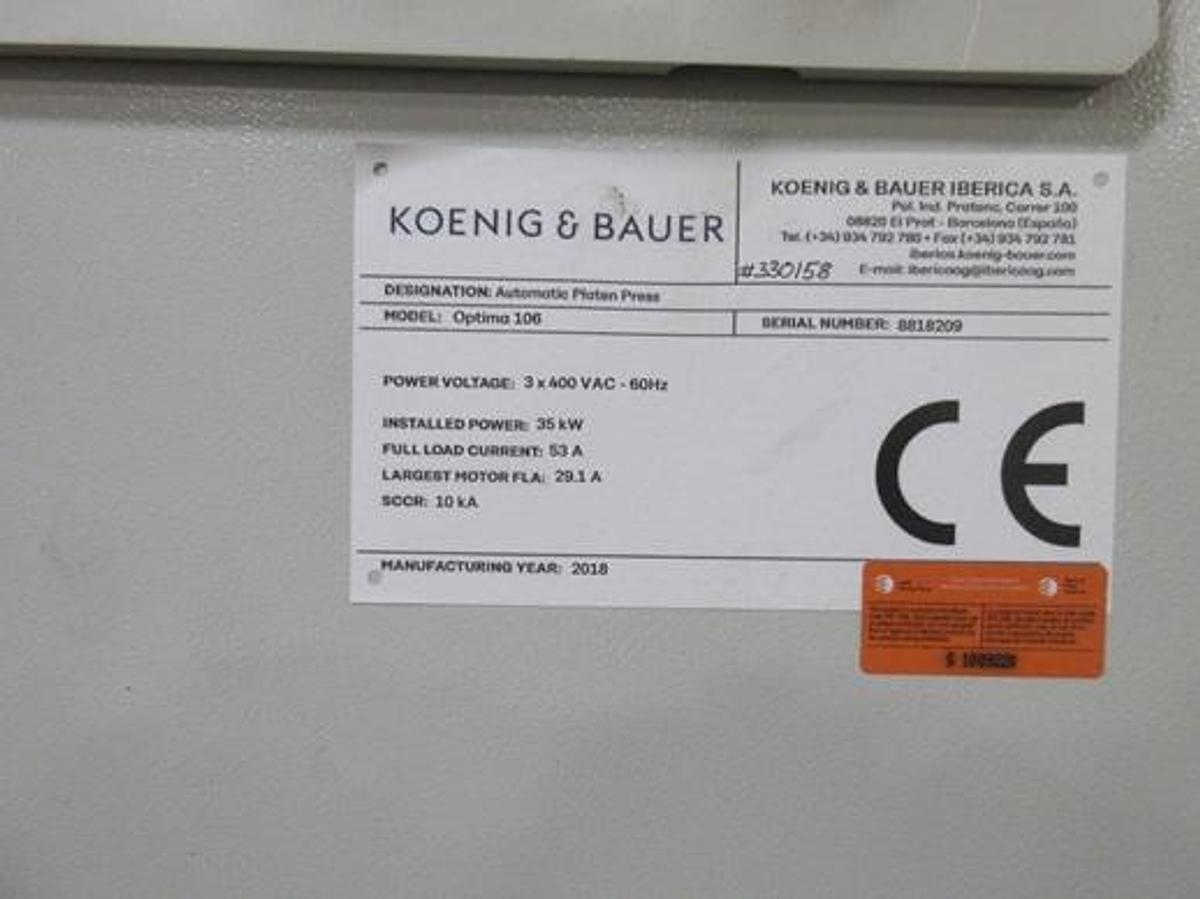 KOENIG & BAUER
KOENIG & BAUER IBERICA S.A.
Pol. Ind. Pratenc, Carrer 100
08820 El Prat - Barcelona (España)
Tel. (+34) 934 792 780 • Fax (+34) 934 792 781
iberica.koenig-bauer.com
#330158 E-mail: ibericaag@ibericaag.com
DESIGNATION: Automatic Platen Press
MODEL: Optima 106
SERIAL NUMBER: 8818209
POWER VOLTAGE: 3 x 400 VAC - 60Hz
INSTALLED POWER: 35 kW
FULL LOAD CURRENT: 53 A
LARGEST MOTOR FLA: 29.1 A
SCCR: 10 kA
CE
MANUFACTURING YEAR: 2018